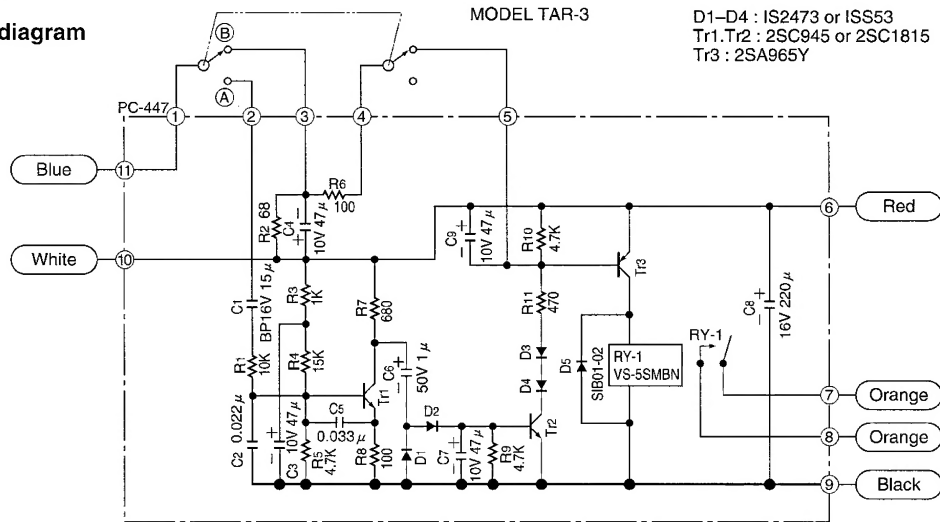 diagram
MODEL TAR-3
D1–D4 : IS2473 or ISS53
Tr1.Tr2 : 2SC945 or 2SC1815
Tr3 : 2SA965Y
B
A
PC-447
1
2
3
4
5
11
Blue
R6
100
R2 68
C4
10V 47μ
− +
C9
10V 47μ
+ −
R10
4.7K
6
Red
10
White
C1
BP16V 15μ
R3
1K
R7
680
Tr3
R11
470
C8
16V 220μ
+ −
R1
10K
R4
15K
C6
50V 1μ
+ −
D3
D5
SIB01-02
RY-1
VS-5SMBN
RY-1
Tr1
D4
7
Orange
C2
0.022μ
C3
10V 47μ
+ −
C5
0.033μ
R5
4.7K
R8
100
D2
D1
C7
10V 47μ
+ −
R9
4.7K
Tr2
8
Orange
9
Black